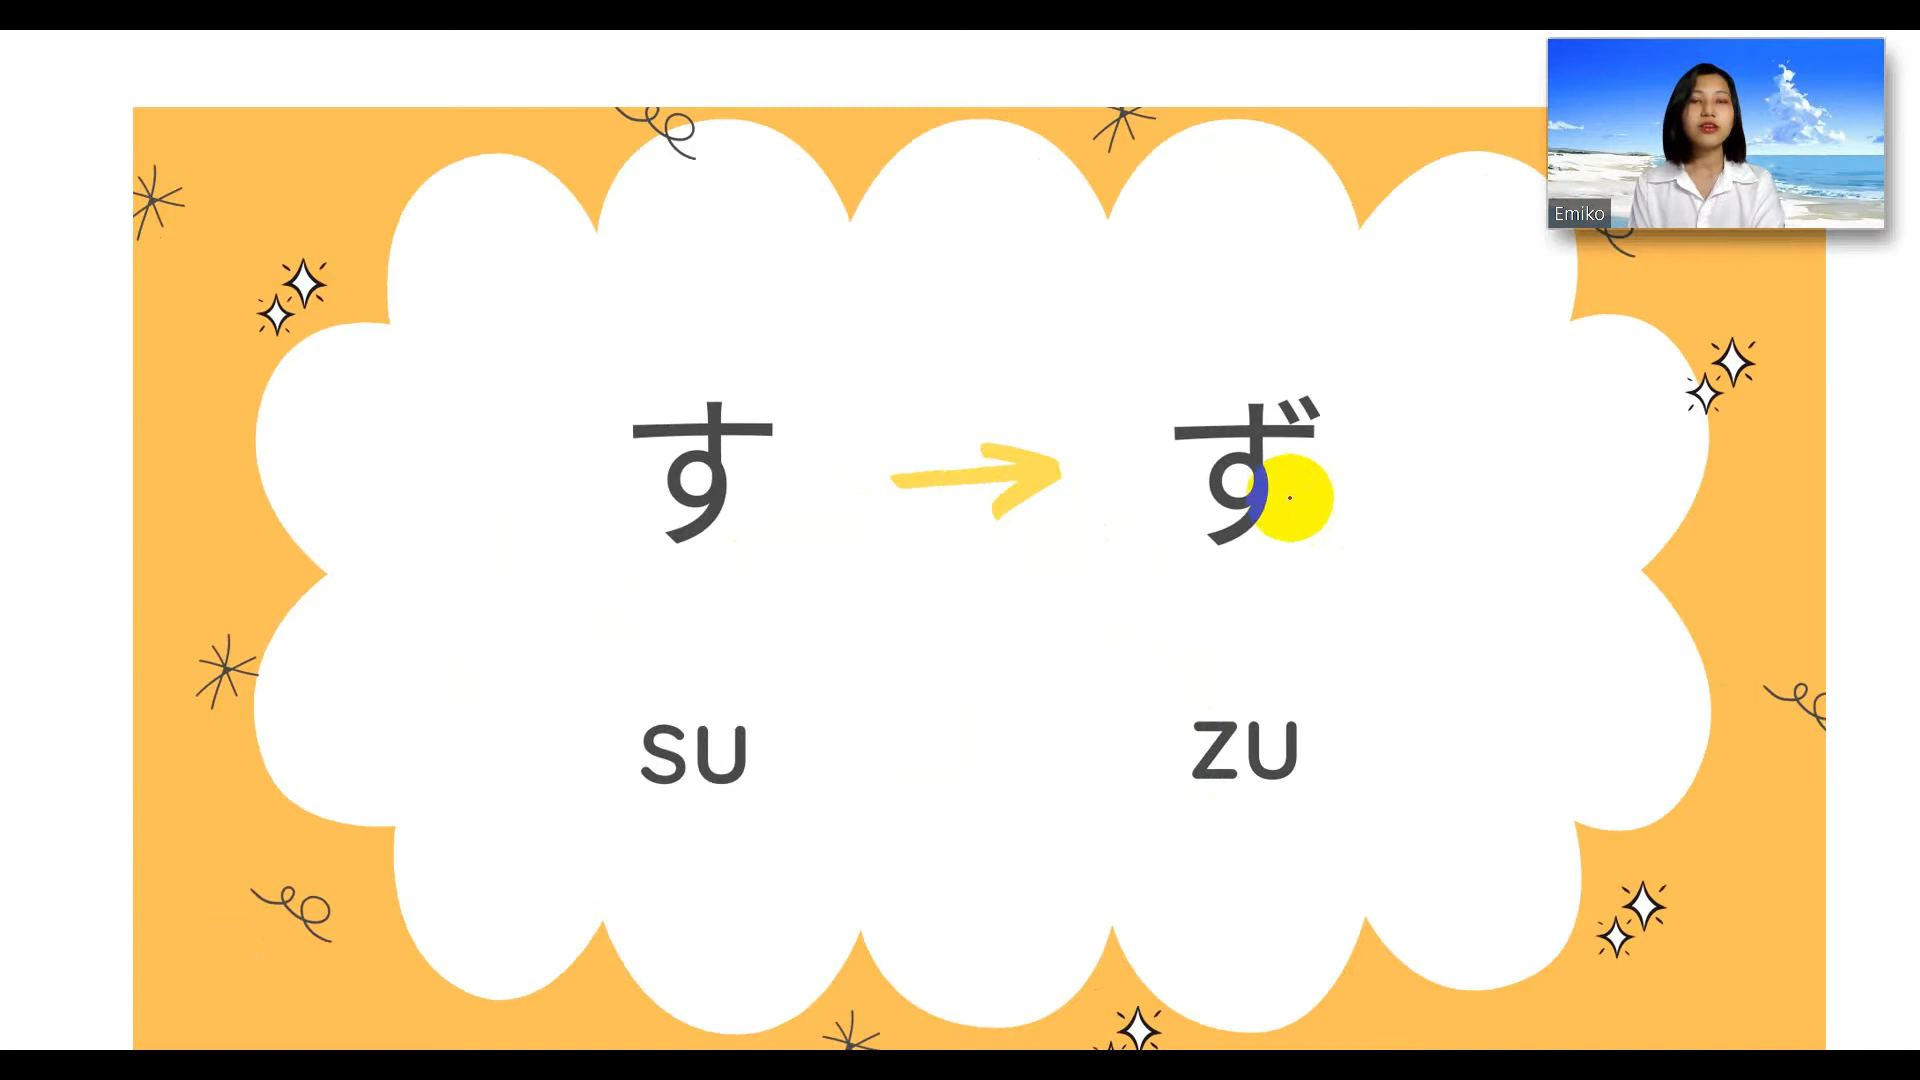 Emiko
す ず
su zu